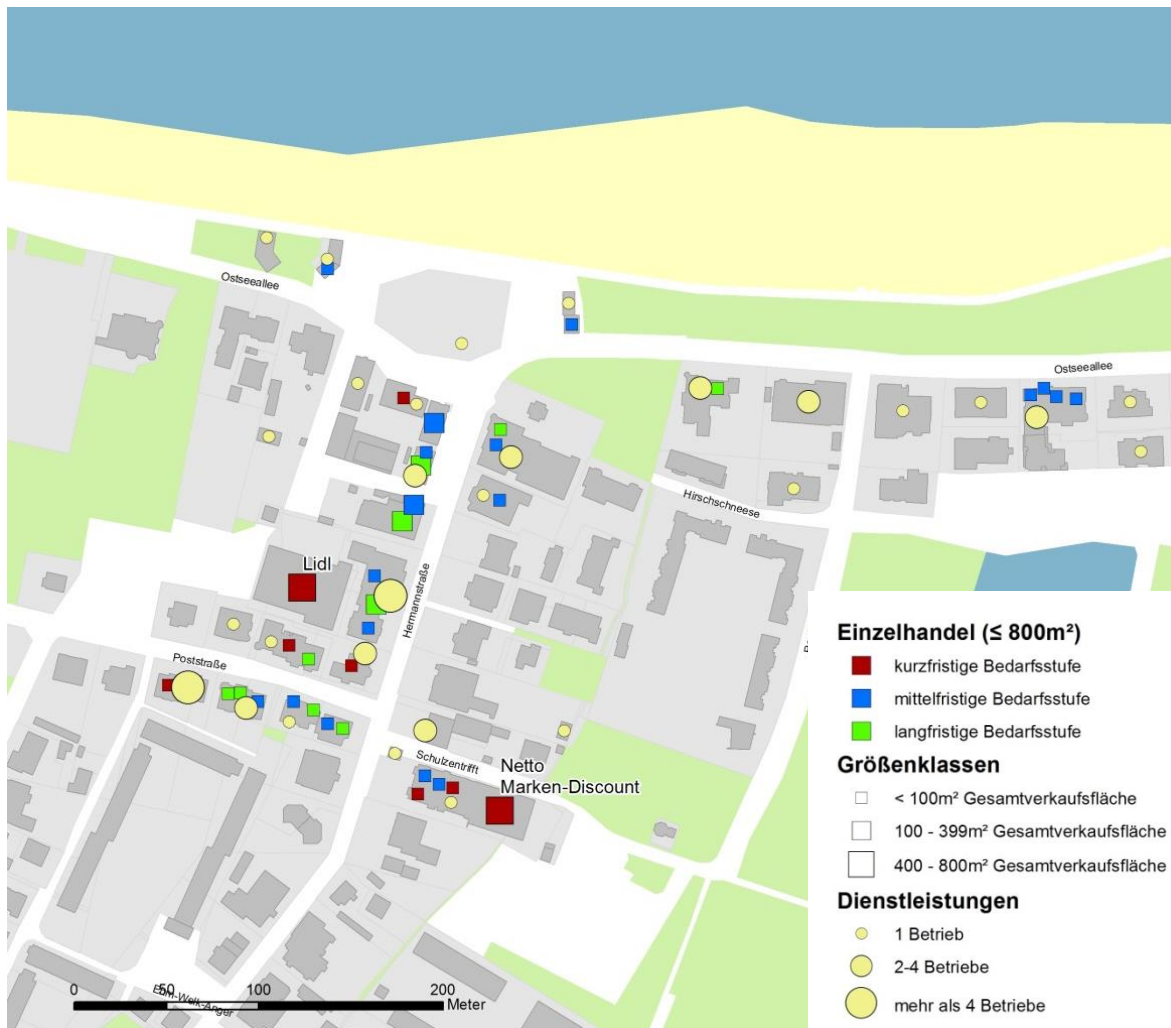 Ostseeallee
Ostseeallee
Hirschschneese
Lidl
Hermannstraße
Poststraße
Schulzentrifft
Netto
Marken-Discount
0 50 100 200
Meter
Einzelhandel (≤ 800m²)
kurzfristige Bedarfsstufe
mittelfristige Bedarfsstufe
langfristige Bedarfsstufe
Größenklassen
< 100m² Gesamtverkaufsfläche
100 - 399m² Gesamtverkaufsfläche
400 - 800m² Gesamtverkaufsfläche
Dienstleistungen
1 Betrieb
2-4 Betriebe
mehr als 4 Betriebe